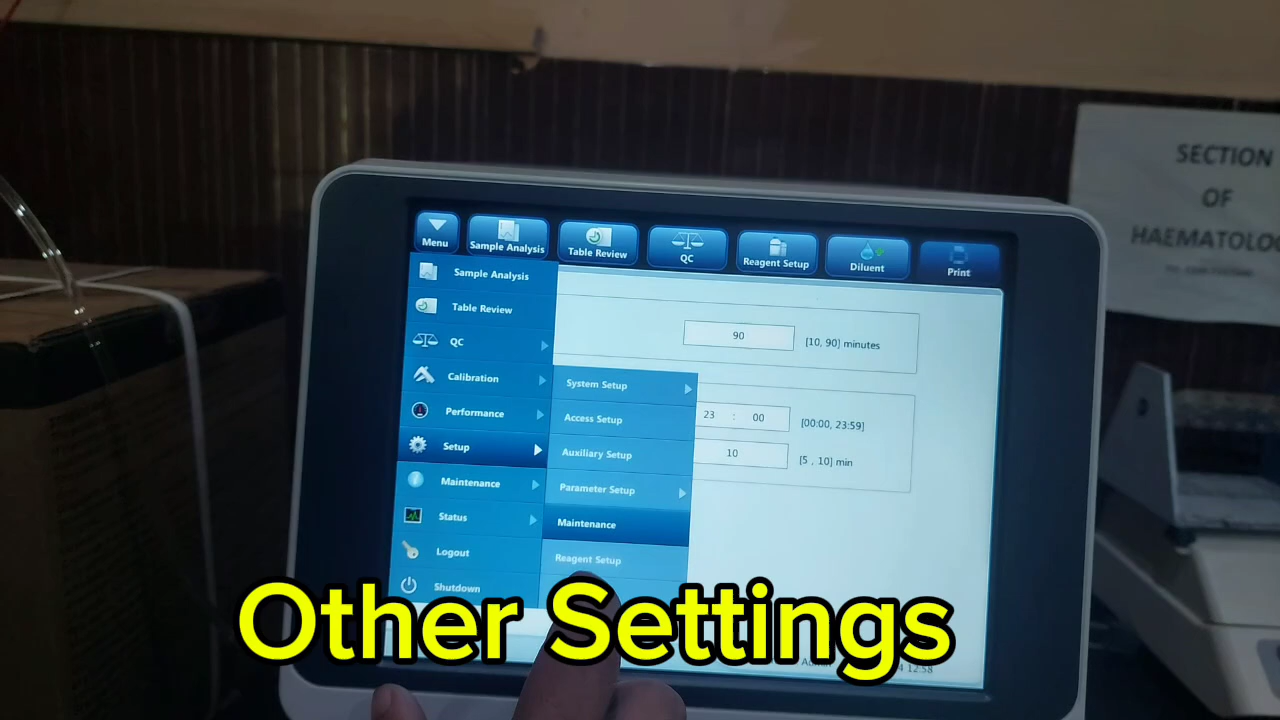 SECTION
OF
Menu
Sample Analysis
Table Review
QC
Reagent Setup
Diluent
Print
Sample Analysis
Table Review
QC
Calibration
Performance
Setup
Maintenance
Status
Logout
Shutdown
System Setup
Access Setup
Auxiliary Setup
Parameter Setup
Maintenance
Reagent Setup
90 [10, 90] minutes
23 : 00 [00:00, 23:59]
10 [5 , 10] min
12:58
Other Settings